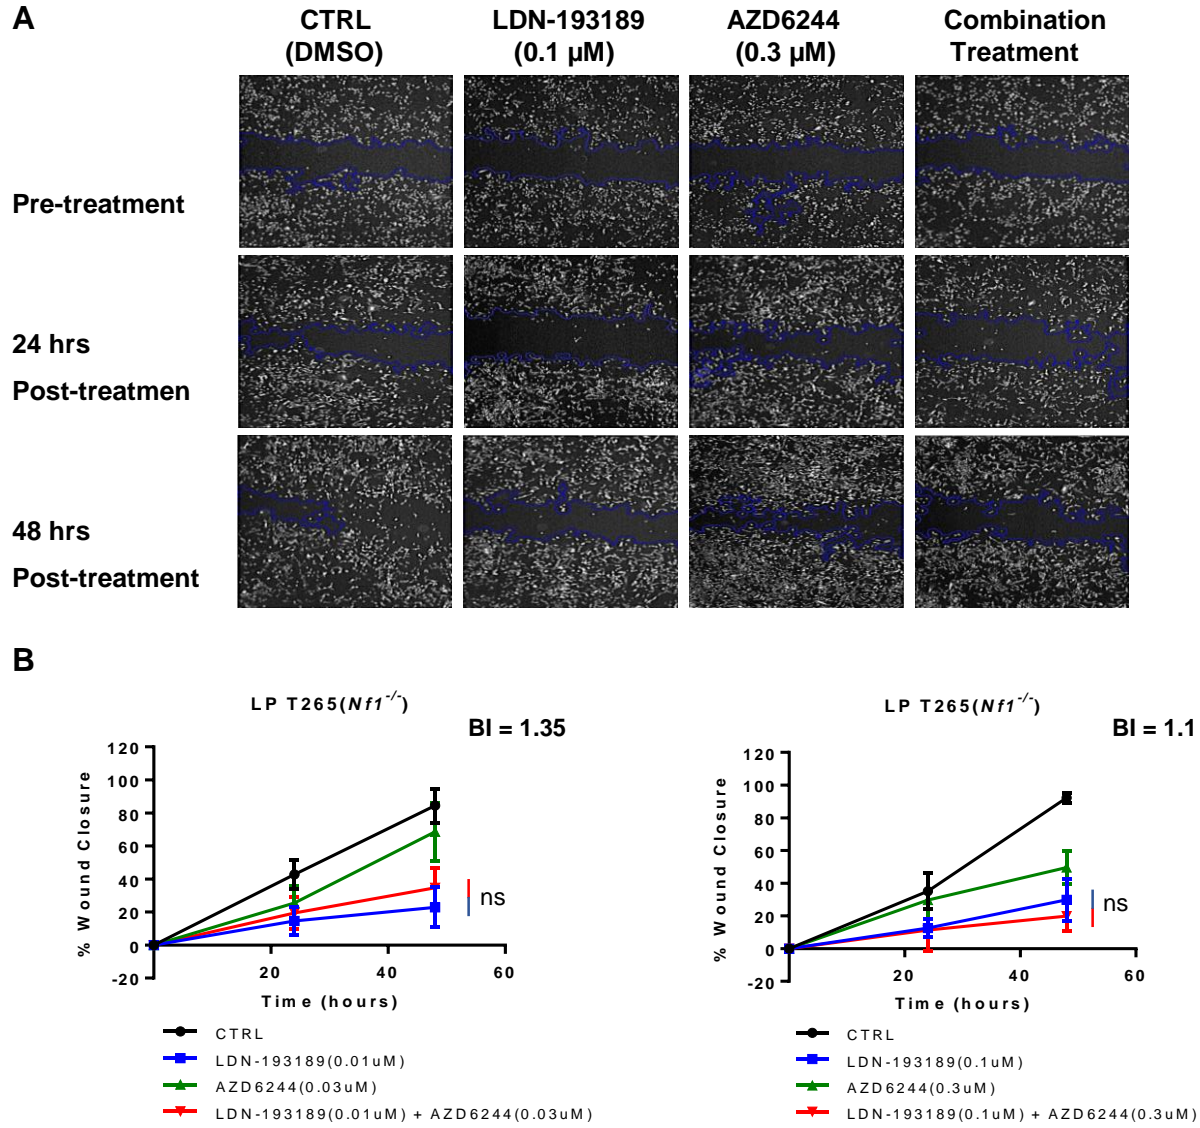 A
CTRL
(DMSO)
LDN-193189
(0.1 µM)
AZD6244
(0.3 µM)
Combination
Treatment
Pre-treatment
24 hrs
Post-treatmen
48 hrs
Post-treatment
B
LP T265(Nf1-/-)
BI = 1.35
% Wound Closure
120
100
80
60
40
20
0
-20
20
40
60
Time (hours)
ns
CTRL
LDN-193189(0.01uM)
AZD6244(0.03uM)
LDN-193189(0.01uM) + AZD6244(0.03uM)
LP T265(Nf1-/-)
BI = 1.1
% Wound Closure
120
100
80
60
40
20
0
-20
20
40
60
Time (hours)
ns
CTRL
LDN-193189(0.1uM)
AZD6244(0.3uM)
LDN-193189(0.1uM) + AZD6244(0.3uM)